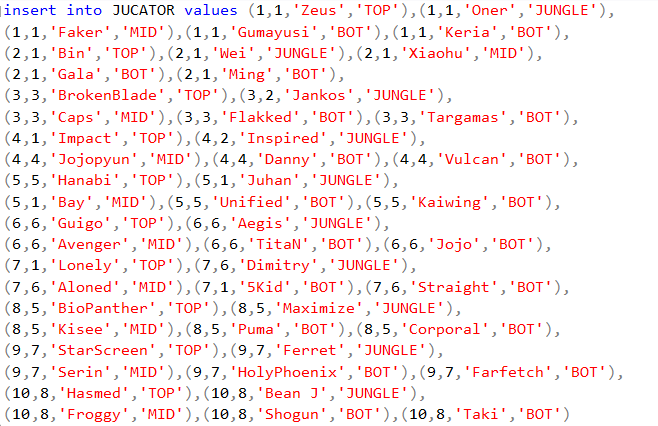 insert into JUCATOR values (1,1,'Zeus','TOP'),(1,1,'Oner','JUNGLE'),
(1,1,'Faker','MID'),(1,1,'Gumayusi','BOT'),(1,1,'Keria','BOT'),
(2,1,'Bin','TOP'),(2,1,'Wei','JUNGLE'),(2,1,'Xiaohu','MID'),
(2,1,'Gala','BOT'),(2,1,'Ming','BOT'),
(3,3,'BrokenBlade','TOP'),(3,2,'Jankos','JUNGLE'),
(3,3,'Caps','MID'),(3,3,'Flakked','BOT'),(3,3,'Targamas','BOT'),
(4,1,'Impact','TOP'),(4,2,'Inspired','JUNGLE'),
(4,4,'Jojopyun','MID'),(4,4,'Danny','BOT'),(4,4,'Vulcan','BOT'),
(5,5,'Hanabi','TOP'),(5,1,'Juhan','JUNGLE'),
(5,1,'Bay','MID'),(5,5,'Unified','BOT'),(5,5,'Kaiwing','BOT'),
(6,6,'Guigo','TOP'),(6,6,'Aegis','JUNGLE'),
(6,6,'Avenger','MID'),(6,6,'TitaN','BOT'),(6,6,'Jojo','BOT'),
(7,1,'Lonely','TOP'),(7,6,'Dimitry','JUNGLE'),
(7,6,'Aloned','MID'),(7,1,'5Kid','BOT'),(7,6,'Straight','BOT'),
(8,5,'BioPanther','TOP'),(8,5,'Maximize','JUNGLE'),
(8,5,'Kisee','MID'),(8,5,'Puma','BOT'),(8,5,'Corporal','BOT'),
(9,7,'StarScreen','TOP'),(9,7,'Ferret','JUNGLE'),
(9,7,'Serin','MID'),(9,7,'HolyPhoenix','BOT'),(9,7,'Farfetch','BOT'),
(10,8,'Hasmed','TOP'),(10,8,'Bean J','JUNGLE'),
(10,8,'Froggy','MID'),(10,8,'Shogun','BOT'),(10,8,'Taki','BOT')